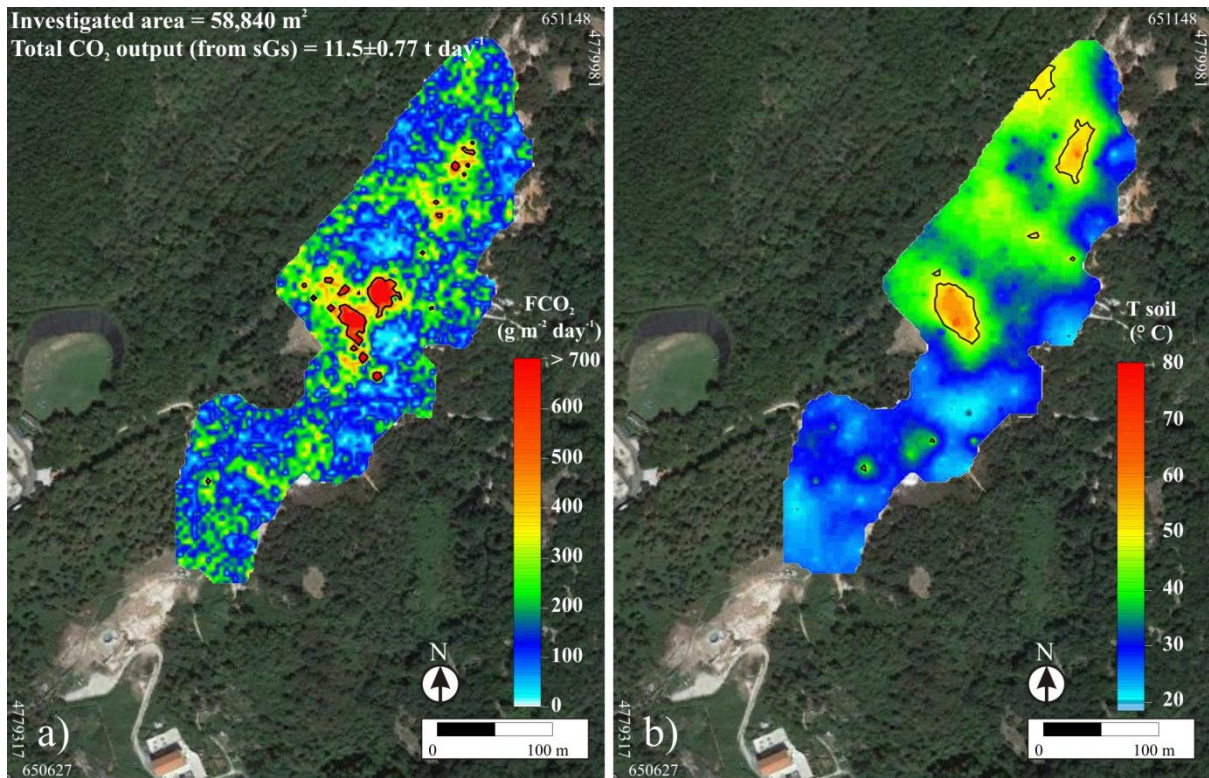 Investigated area = 58,840 m²
Total CO₂ output (from sGs) = 11.5±0.77 t day⁻¹
651148
4779981
FCO₂
(g m⁻² day⁻¹)
> 700
600
500
400
300
200
100
0
N
0
100 m
a)
4779317
650627
651148
4779981
T soil
(° C)
80
70
60
50
40
30
20
N
0
100 m
b)
4779317
650627